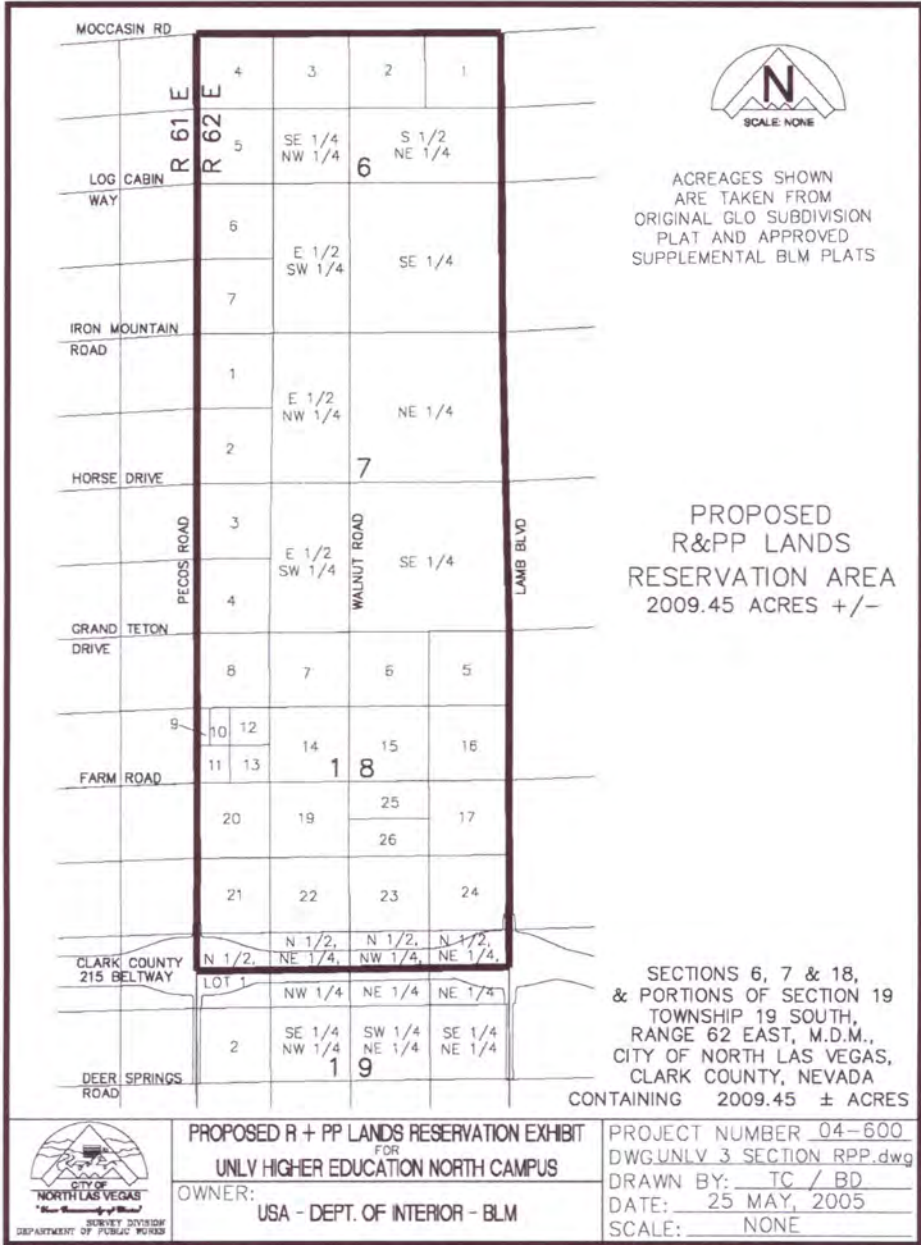 MOCCASIN RD
4
3
2
1
R 61 E
R 62 E
N
SCALE: NONE
5
SE 1/4
NW 1/4
S 1/2
NE 1/4
6
LOG CABIN
WAY
ACREAGES SHOWN
ARE TAKEN FROM
ORIGINAL GLO SUBDIVISION
PLAT AND APPROVED
SUPPLEMENTAL BLM PLATS
6
E 1/2
SW 1/4
SE 1/4
7
IRON MOUNTAIN
ROAD
1
E 1/2
NW 1/4
NE 1/4
2
7
HORSE DRIVE
PECOS ROAD
3
E 1/2
SW 1/4
WALNUT ROAD
SE 1/4
LAMB BLVD
4
PROPOSED
R&PP LANDS
RESERVATION AREA
2009.45 ACRES +/-
GRAND TETON
DRIVE
8
7
6
5
9
10
12
14
15
16
11
13
18
FARM ROAD
20
19
25
26
17
21
22
23
24
CLARK COUNTY
215 BELTWAY
N 1/2,
LOT 1
N 1/2,
NE 1/4,
NW 1/4
N 1/2,
NW 1/4,
NE 1/4
N 1/2,
NE 1/4,
NE 1/4
2
SE 1/4
NW 1/4
SW 1/4
NE 1/4
SE 1/4
NE 1/4
19
DEER SPRINGS
ROAD
SECTIONS 6, 7 & 18,
& PORTIONS OF SECTION 19
TOWNSHIP 19 SOUTH,
RANGE 62 EAST, M.D.M.,
CITY OF NORTH LAS VEGAS,
CLARK COUNTY, NEVADA
CONTAINING 2009.45 ± ACRES
CITY OF
NORTH LAS VEGAS
"Your Community of Choice"
SURVEY DIVISION
DEPARTMENT OF PUBLIC WORKS
PROPOSED R + PP LANDS RESERVATION EXHIBIT
FOR
UNLV HIGHER EDUCATION NORTH CAMPUS
OWNER:
USA - DEPT. OF INTERIOR - BLM
PROJECT NUMBER 04-600
DWG UNLV 3 SECTION RPP.dwg
DRAWN BY: TC / BD
DATE: 25 MAY, 2005
SCALE: NONE